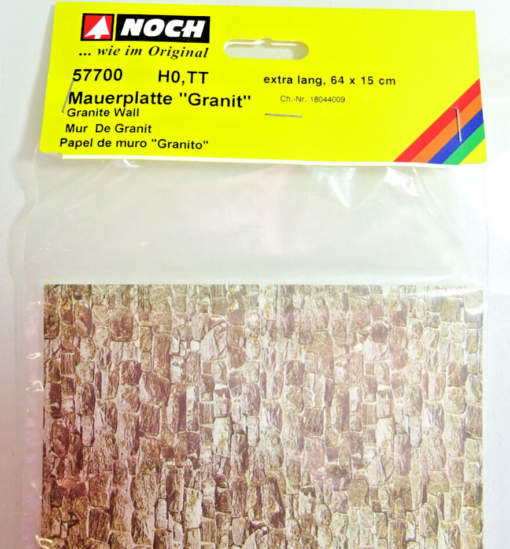 NOCH
... wie im Original
57700 H0,TT
extra lang, 64 x 15 cm
Mauerplatte "Granit"
Ch.-Nr. 18044009
Granite Wall
Mur De Granit
Papel de muro "Granito"